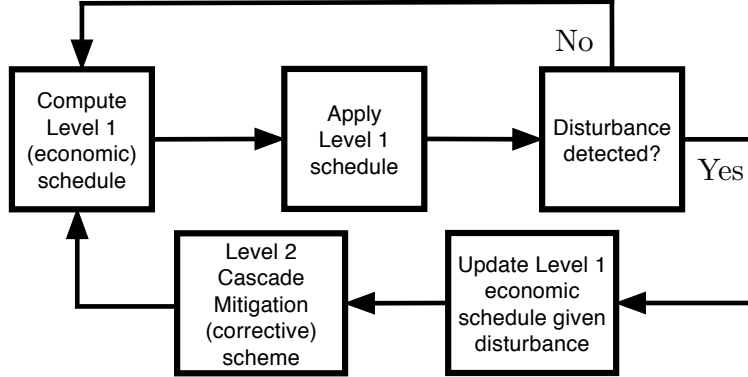 No
Compute
Level 1
(economic)
schedule
Apply
Level 1
schedule
Disturbance
detected?
Yes
Level 2
Cascade
Mitigation
(corrective)
scheme
Update Level 1
economic
schedule given
disturbance